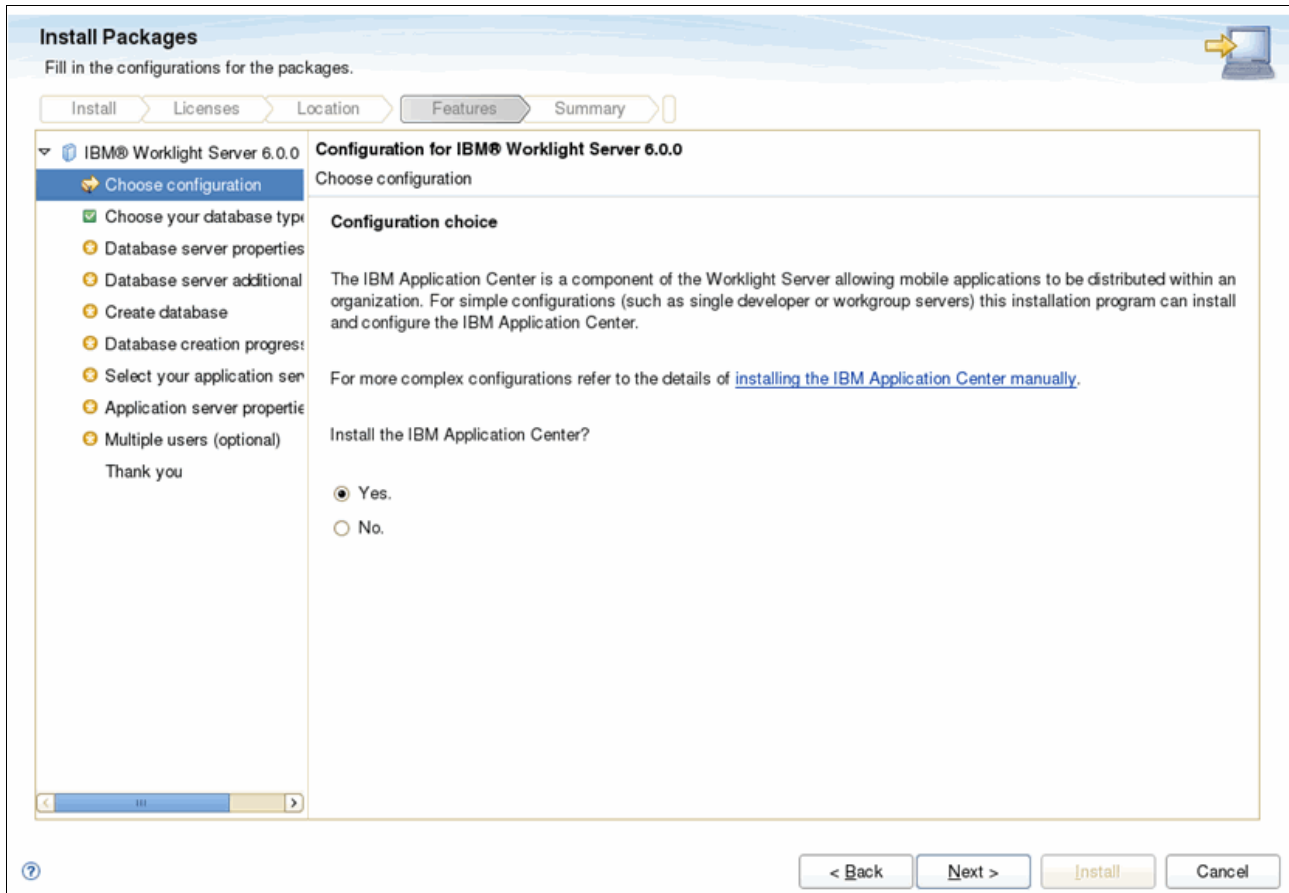 Install Packages
Fill in the configurations for the packages.
Install
Licenses
Location
Features
Summary
IBM® Worklight Server 6.0.0
Choose configuration
Choose your database type
Database server properties
Database server additional
Create database
Database creation progress
Select your application ser
Application server propertie
Multiple users (optional)
Thank you
Configuration for IBM® Worklight Server 6.0.0
Choose configuration
Configuration choice
The IBM Application Center is a component of the Worklight Server allowing mobile applications to be distributed within an
organization. For simple configurations (such as single developer or workgroup servers) this installation program can install
and configure the IBM Application Center.
For more complex configurations refer to the details of installing the IBM Application Center manually.
Install the IBM Application Center?
Yes.
No.
?
< Back
Next >
Install
Cancel